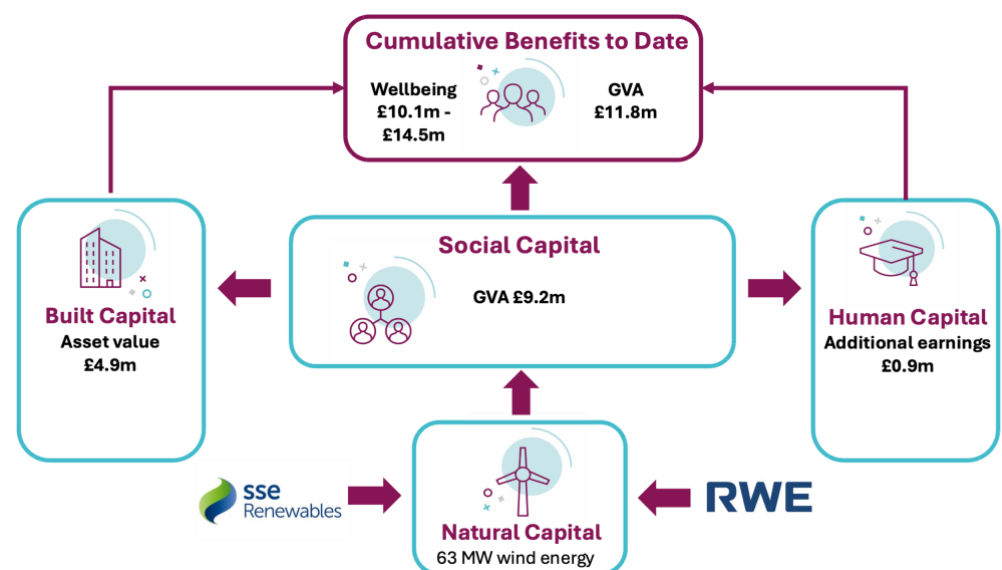 Cumulative Benefits to Date
Wellbeing
£10.1m -
£14.5m
GVA
£11.8m
Built Capital
Asset value
£4.9m
Social Capital
GVA £9.2m
Human Capital
Additional earnings
£0.9m
sse
Renewables
Natural Capital
63 MW wind energy
RWE